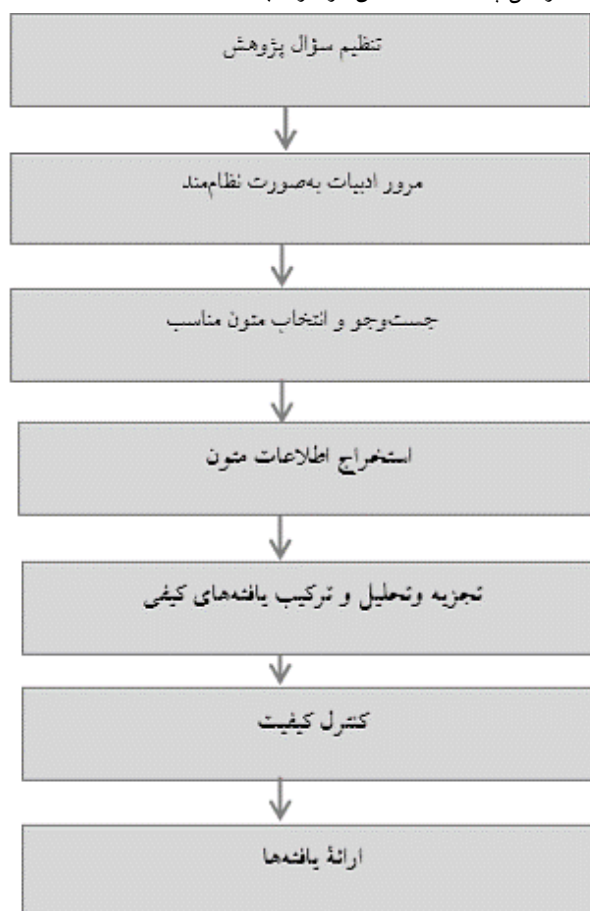 تنظیم سؤال پژوهش
مرور ادبیات به‌صورت نظام‌مند
جست‌وجو و انتخاب متون مناسب
استخراج اطلاعات متون
تجزیه وتحلیل و ترکیب یافته‌های کیفی
کنترل کیفیت
ارائهٔ یافته‌ها